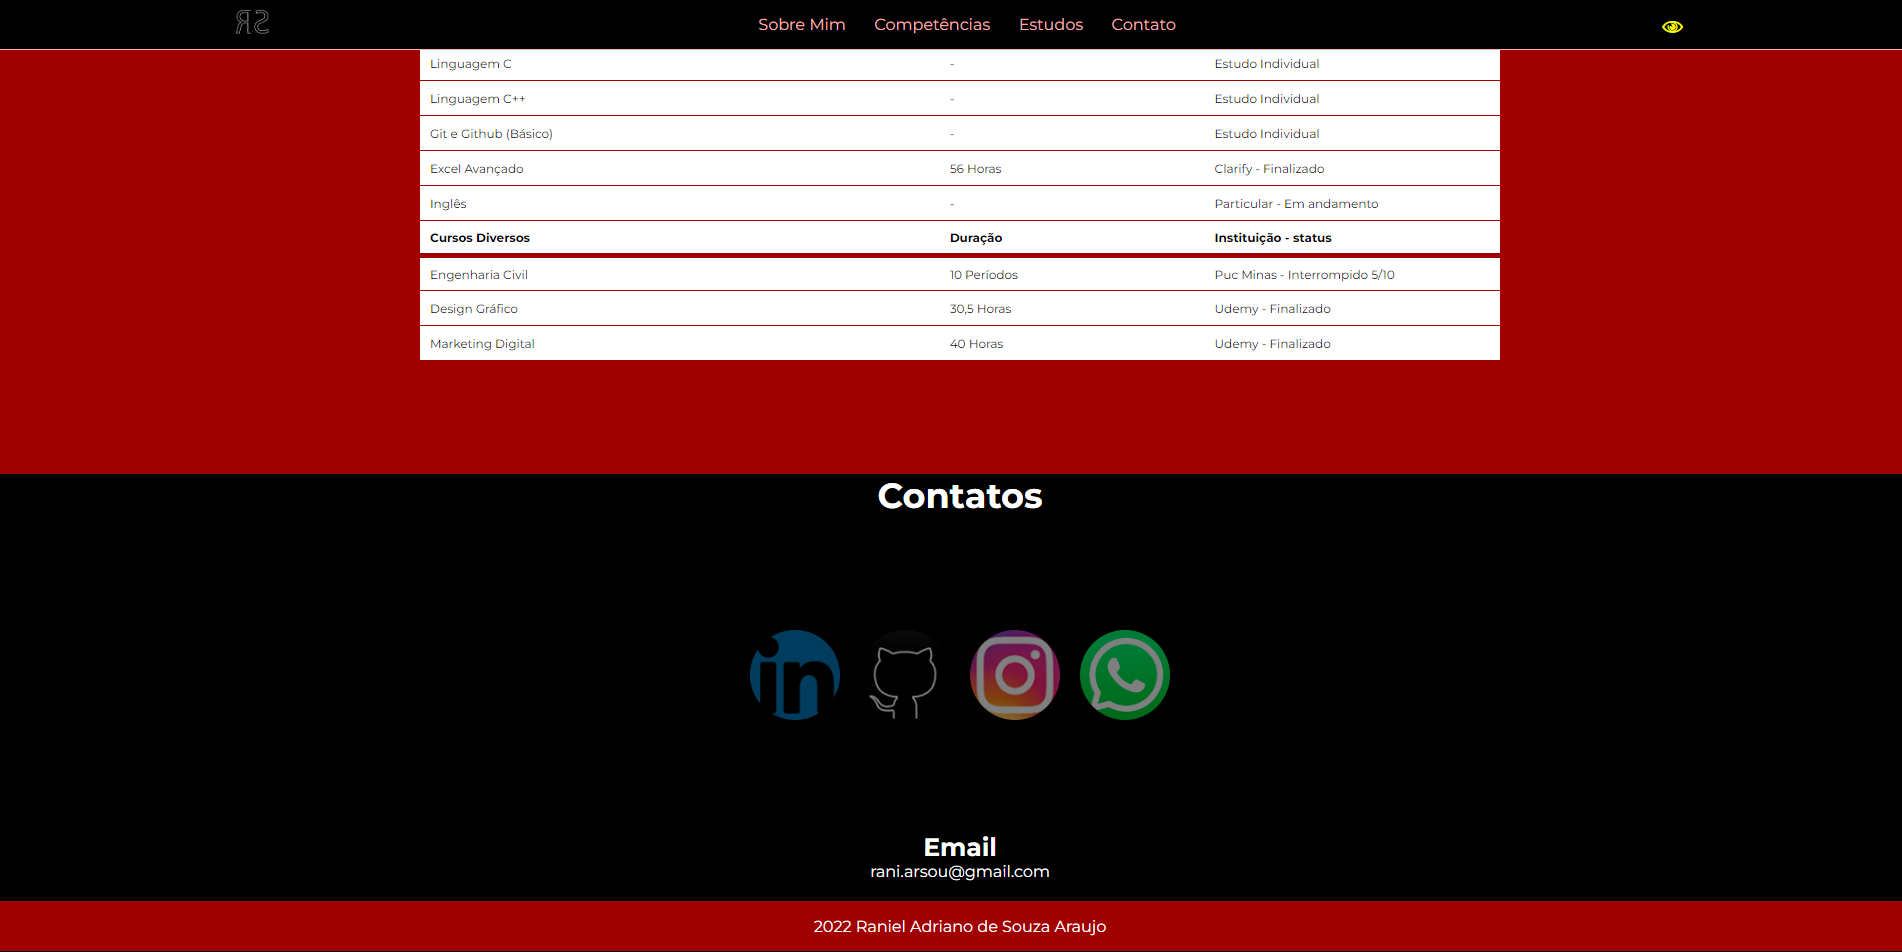 Sobre Mim Competências Estudos Contato
Linguagem C - Estudo Individual
Linguagem C++ - Estudo Individual
Git e Github (Básico) - Estudo Individual
Excel Avançado 56 Horas Clarify - Finalizado
Inglês - Particular - Em andamento
Cursos Diversos Duração Instituição - status
Engenharia Civil 10 Períodos Puc Minas - Interrompido 5/10
Design Gráfico 30,5 Horas Udemy - Finalizado
Marketing Digital 40 Horas Udemy - Finalizado
Contatos
in
Email
rani.arsou@gmail.com
2022 Raniel Adriano de Souza Araujo